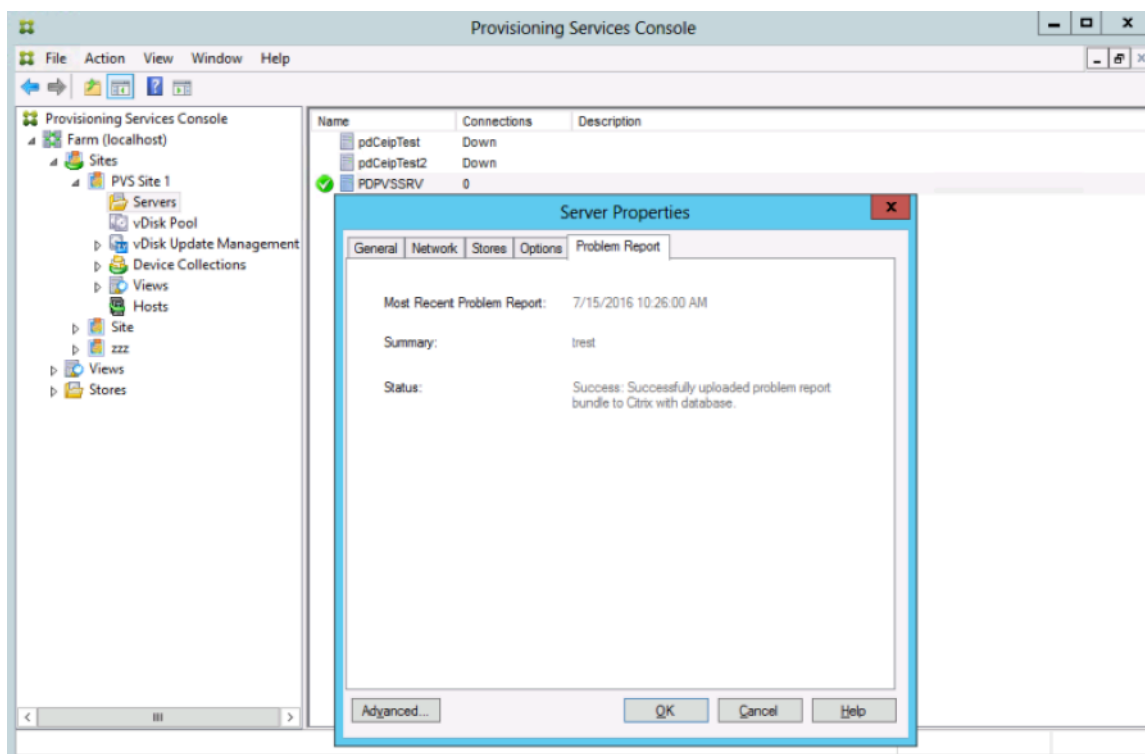 Provisioning Services Console
File Action View Window Help
Provisioning Services Console
Farm (localhost)
Sites
PVS Site 1
Servers
vDisk Pool
vDisk Update Management
Device Collections
Views
Hosts
Site
zzz
Views
Stores
Name Connections Description
pdCeipTest Down
pdCeipTest2 Down
PDPVSSRV 0
Server Properties
General Network Stores Options Problem Report
Most Recent Problem Report: 7/15/2016 10:26:00 AM
Summary: trest
Status: Success: Successfully uploaded problem report
bundle to Citrix with database.
Advanced... OK Cancel Help